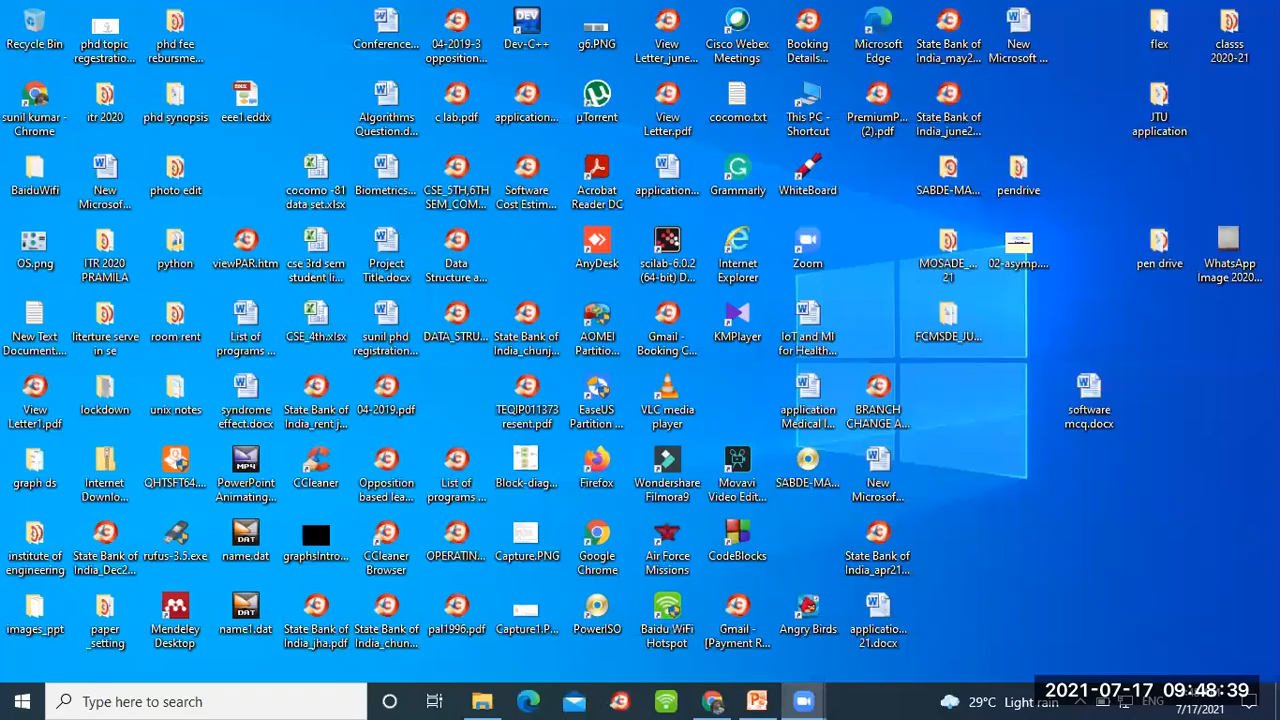 Recycle Bin
phd topic
regestratio...
phd fee
rebursme...
Conference...
04-2019-3
opposition...
Dev-C++
g6.PNG
View
Letter_june...
Cisco Webex
Meetings
Booking
Details...
Microsoft
Edge
State Bank of
India_may2...
New
Microsoft ...
flex
classs
2020-21
sunil kumar -
Chrome
itr 2020
phd synopsis
eee1.eddx
Algorithms
Question.d...
c lab.pdf
application...
µTorrent
View
Letter.pdf
cocomo.txt
This PC -
Shortcut
PremiumP...
(2).pdf
State Bank of
India_june2...
JTU
application
BaiduWifi
New
Microsof...
photo edit
cocomo -81
data set.xlsx
Biometrics...
CSE_5TH,6TH
SEM_COM...
Software
Cost Estim...
Acrobat
Reader DC
application...
Grammarly
WhiteBoard
SABDE-MA...
pendrive
OS.png
ITR 2020
PRAMILA
python
viewPAR.htm
cse 3rd sem
student li...
Project
Title.docx
Data
Structure a...
AnyDesk
scilab-6.0.2
(64-bit) D...
Internet
Explorer
Zoom
MOSADE_...
21
02-asymp....
pen drive
WhatsApp
Image 2020...
New Text
Document....
literture serve
in se
room rent
List of
programs ...
CSE_4th.xlsx
sunil phd
registration...
DATA_STRU...
State Bank of
India_chunj...
AOMEI
Partitio...
Gmail -
Booking C...
KMPlayer
IoT and Ml
for Health...
FCMSDE_JU...
View
Letter1.pdf
lockdown
unix notes
syndrome
effect.docx
State Bank of
India_rent j...
04-2019.pdf
TEQIP011373
resent.pdf
EaseUS
Partition ...
VLC media
player
application
Medical l...
BRANCH
CHANGE A...
software
mcq.docx
graph ds
Internet
Downlo...
QHTSFT64...
PowerPoint
Animating...
CCleaner
Opposition
based lea...
List of
programs ...
Block-diag...
Firefox
Wondershare
Filmora9
Movavi
Video Edit...
SABDE-MA...
New
Microsof...
institute of
engineering
State Bank of
India_Dec2...
rufus-3.5.exe
name.dat
graphsIntro...
CCleaner
Browser
OPERATIN...
Capture.PNG
Google
Chrome
Air Force
Missions
CodeBlocks
State Bank of
India_apr21...
images_ppt
paper
_setting
Mendeley
Desktop
name1.dat
State Bank of
India_jha.pdf
State Bank of
India_chun...
pal1996.pdf
Capture1.P...
PowerISO
Baidu WiFi
Hotspot
Gmail -
[Payment R...
Angry Birds
applicatio...
21.docx
Type here to search
29°C Light rain
ENG
2021-07-17 09:48:39
7/17/2021